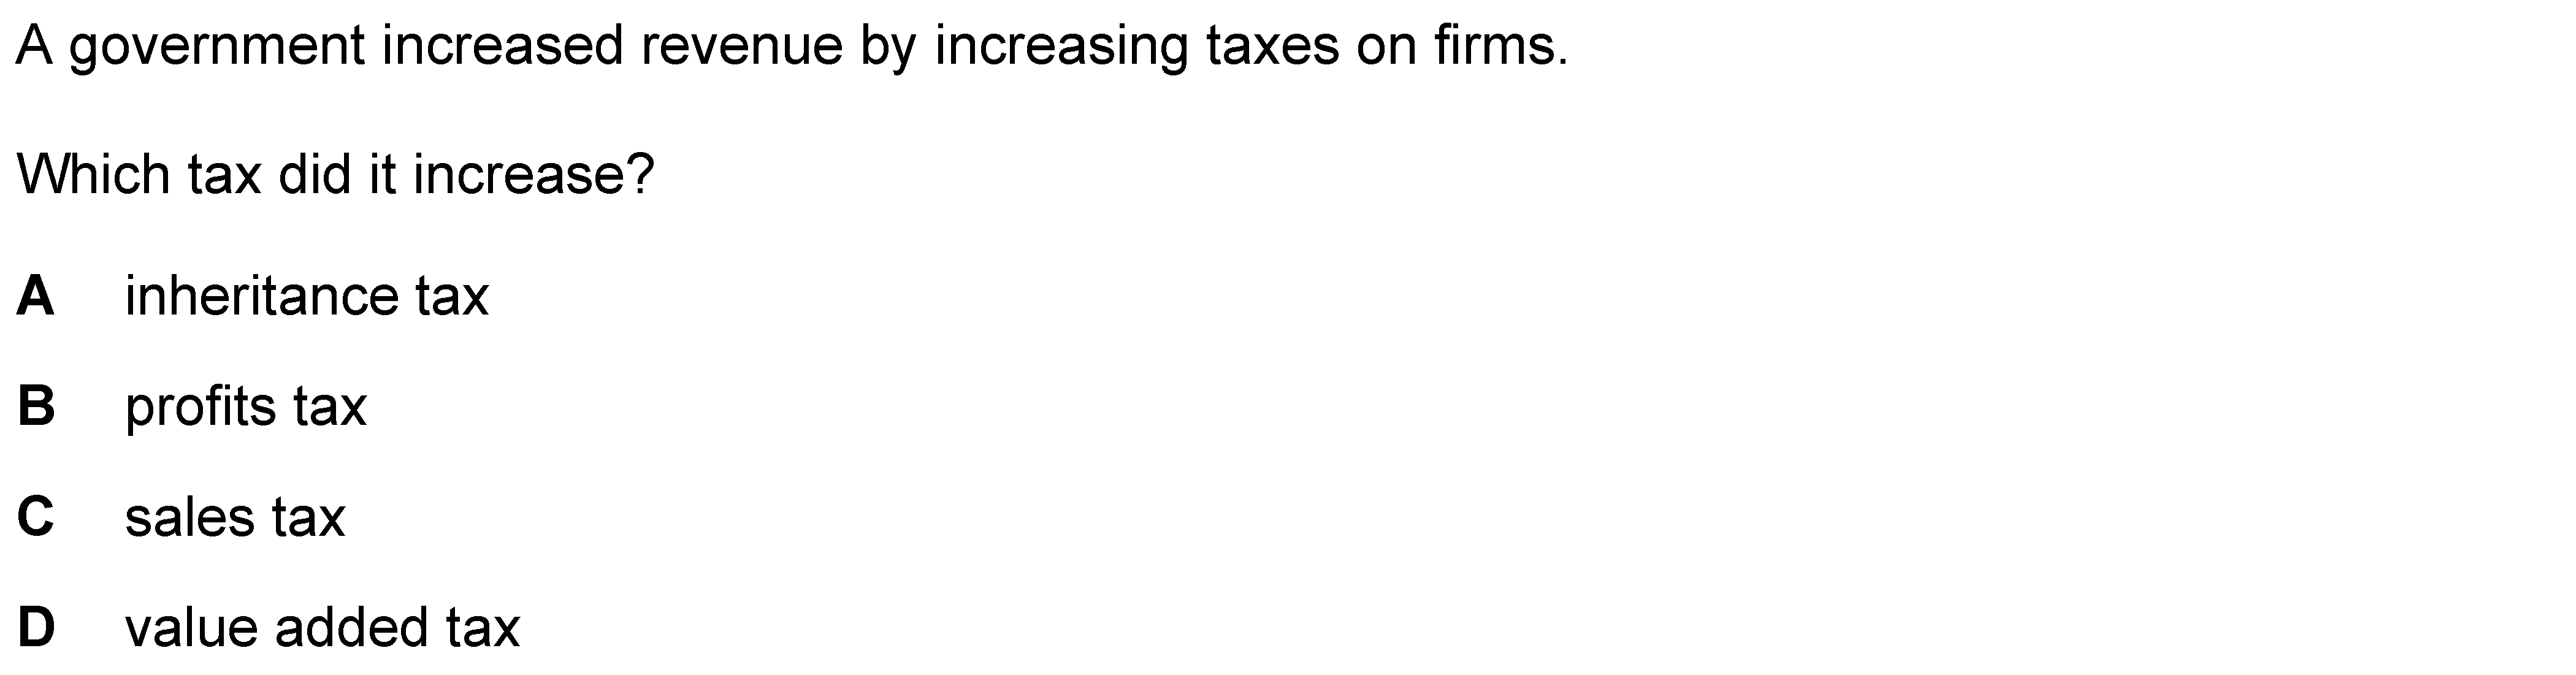 A government increased revenue by increasing taxes on firms.
Which tax did it increase?
A inheritance tax
B profits tax
C sales tax
D value added tax